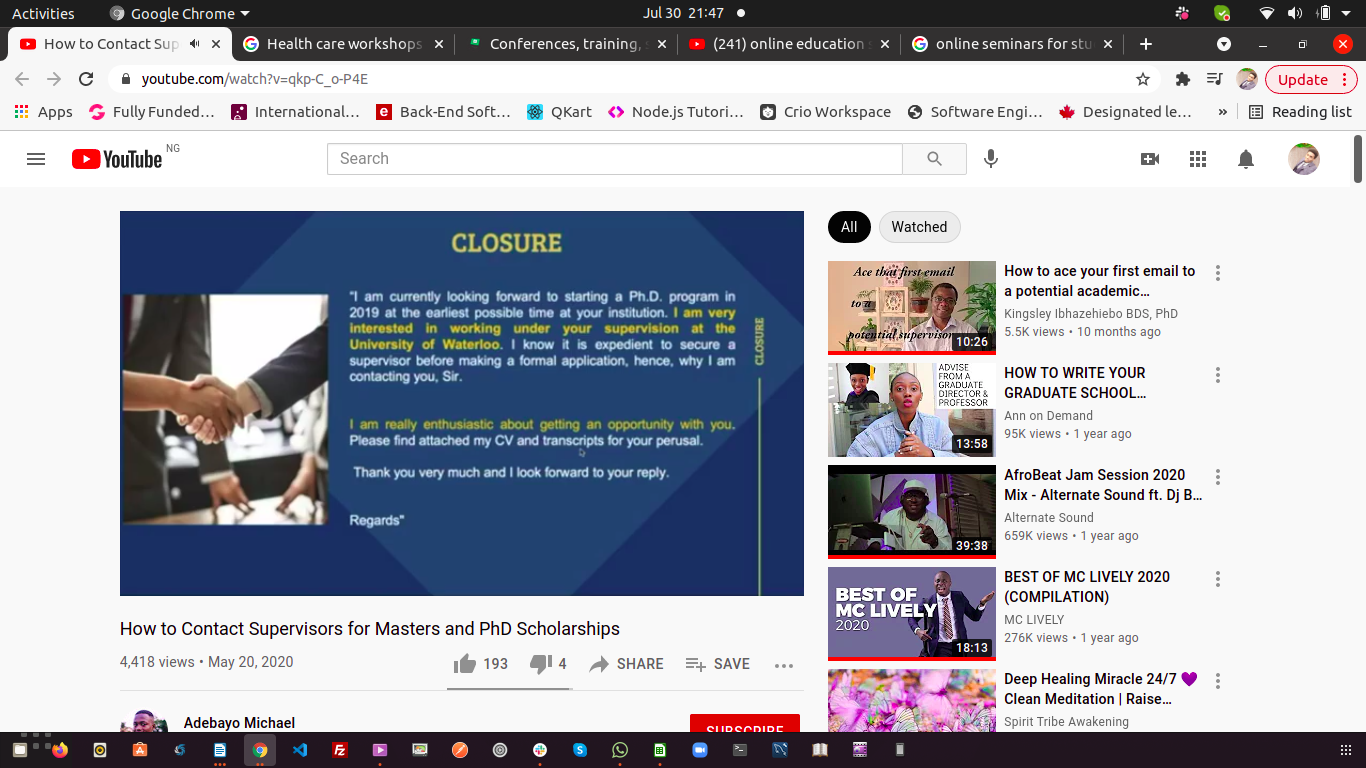 Activities
Google Chrome
Jul 30 21:47
How to Contact Sup
Health care workshops
Conferences, training,
(241) online education
online seminars for stu
youtube.com/watch?v=qkp-C_o-P4E
Update
Apps
Fully Funded…
International…
Back-End Soft…
QKart
Node.js Tutori…
Crio Workspace
Software Engi…
Designated le…
»
Reading list
YouTube NG
Search
CLOSURE
"I am currently looking forward to starting a Ph.D. program in
2019 at the earliest possible time at your institution. I am very
interested in working under your supervision at the
University of Waterloo. I know it is expedient to secure a
supervisor before making a formal application, hence, why I am
contacting you, Sir.
I am really enthusiastic about getting an opportunity with you.
Please find attached my CV and transcripts for your perusal.
Thank you very much and I look forward to your reply.
Regards"
CLOSURE
How to Contact Supervisors for Masters and PhD Scholarships
4,418 views • May 20, 2020
193
4
SHARE
SAVE
Adebayo Michael
SUBSCRIBE
All
Watched
Ace that first email
to a
potential supervisor
10:26
How to ace your first email to
a potential academic…
Kingsley Ibhazehiebo BDS, PhD
5.5K views • 10 months ago
ADVISE
FROM A
GRADUATE
DIRECTOR &
PROFESSOR
13:58
HOW TO WRITE YOUR
GRADUATE SCHOOL…
Ann on Demand
95K views • 1 year ago
39:38
AfroBeat Jam Session 2020
Mix - Alternate Sound ft. Dj B…
Alternate Sound
659K views • 1 year ago
BEST OF
MC LIVELY
2020
18:13
BEST OF MC LIVELY 2020
(COMPILATION)
MC LIVELY
276K views • 1 year ago
Deep Healing Miracle 24/7 💜
Clean Meditation | Raise…
Spirit Tribe Awakening